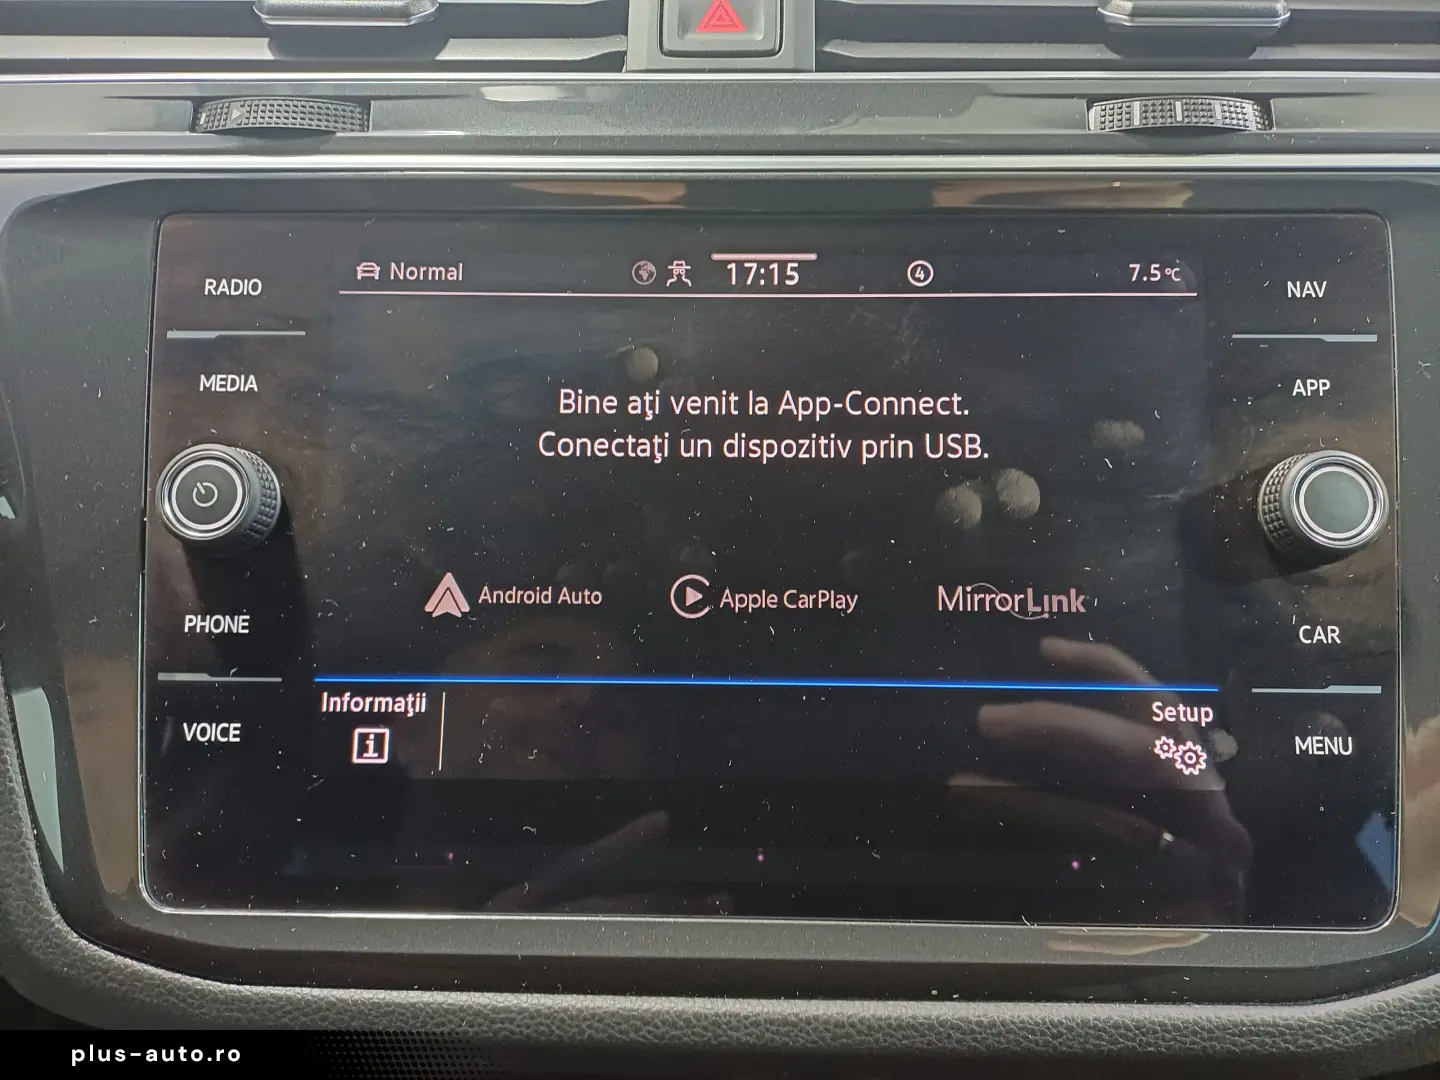 RADIO
MEDIA
PHONE
VOICE
Normal
17:15
4
7.5°C
Bine aţi venit la App-Connect.
Conectaţi un dispozitiv prin USB.
Android Auto
Apple CarPlay
MirrorLink
Informaţii
i
Setup
NAV
APP
CAR
MENU
plus-auto.ro